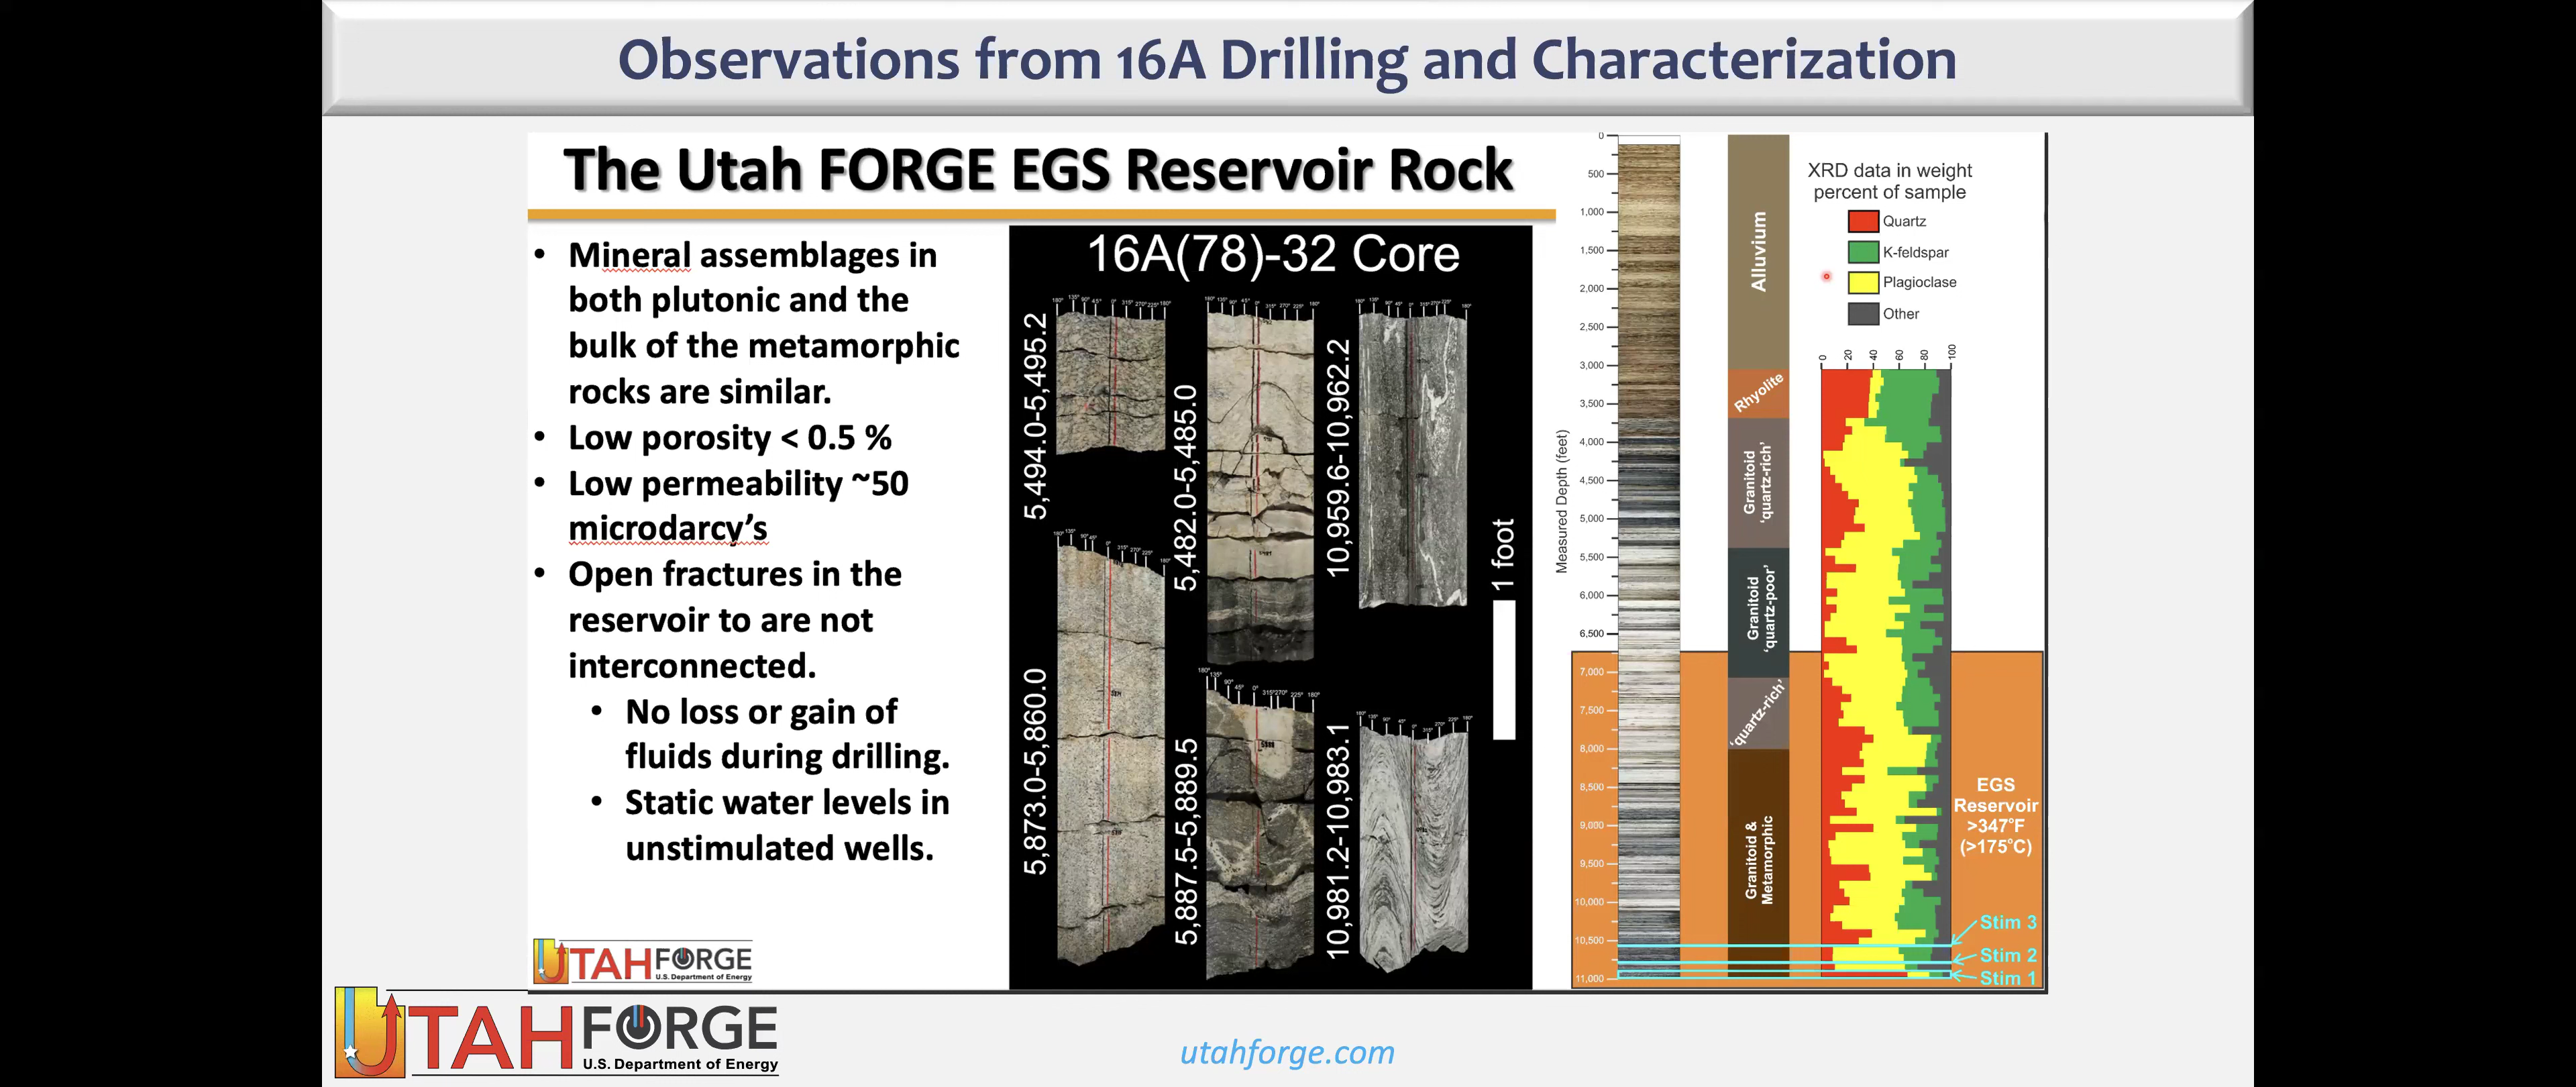 Observations from 16A Drilling and Characterization
The Utah FORGE EGS Reservoir Rock
• Mineral assemblages in
both plutonic and the
bulk of the metamorphic
rocks are similar.
• Low porosity < 0.5 %
• Low permeability ~50
microdarcy's
• Open fractures in the
reservoir to are not
interconnected.
• No loss or gain of
fluids during drilling.
• Static water levels in
unstimulated wells.
UTAH FORGE
U.S. Department of Energy
16A(78)-32 Core
5,494.0-5,495.2
5,482.0-5,485.0
10,959.6-10,962.2
5,873.0-5,860.0
5,887.5-5,889.5
10,981.2-10,983.1
1 foot
Measured Depth (feet)
0
500
1,000
1,500
2,000
2,500
3,000
3,500
4,000
4,500
5,000
5,500
6,000
6,500
7,000
7,500
8,000
8,500
9,000
9,500
10,000
10,500
11,000
Alluvium
Rhyolite
Granitoid
'quartz-rich'
Granitoid
'quartz-poor'
'quartz-rich'
Granitoid &
Metamorphic
XRD data in weight
percent of sample
Quartz
K-feldspar
Plagioclase
Other
0 20 40 60 80 100
EGS
Reservoir
>347°F
(>175°C)
Stim 3
Stim 2
Stim 1
UTAH FORGE
U.S. Department of Energy
utahforge.com